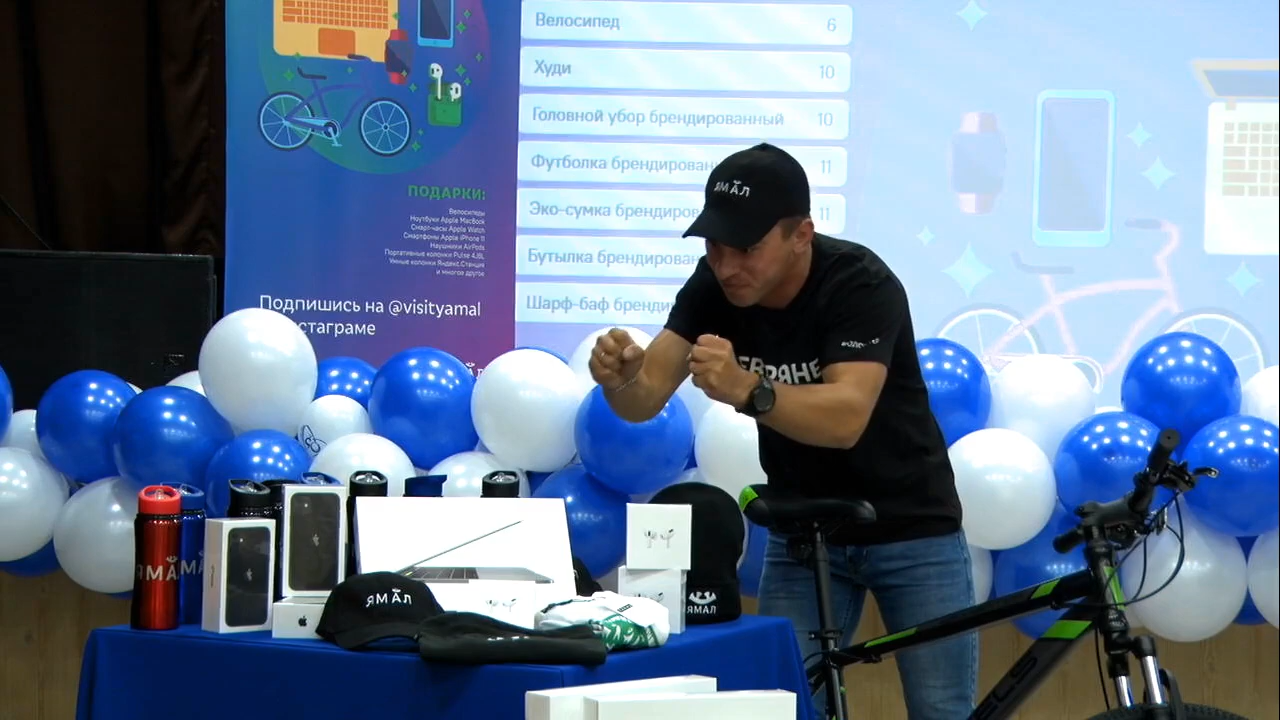 Велосипед 6
Худи 10
Головной убор брендированный 10
Футболка брендирован 11
Эко-сумка брендиров 11
Бутылка брендирован
Шарф-баф бренди
ПОДАРКИ:
Велосипеды
Ноутбуки Apple MacBook
Смарт-часы Apple Watch
Смартфоны Apple iPhone 11
Наушники AirPods
Портативные колонки Pulse 4JBL
Умные колонки Яндекс.Станция
и многое другое
Подпишись на @visityamal
стаграме
ЯМАЛ
ЯМАЛ
ЯМАЛ
ЯМАЛ